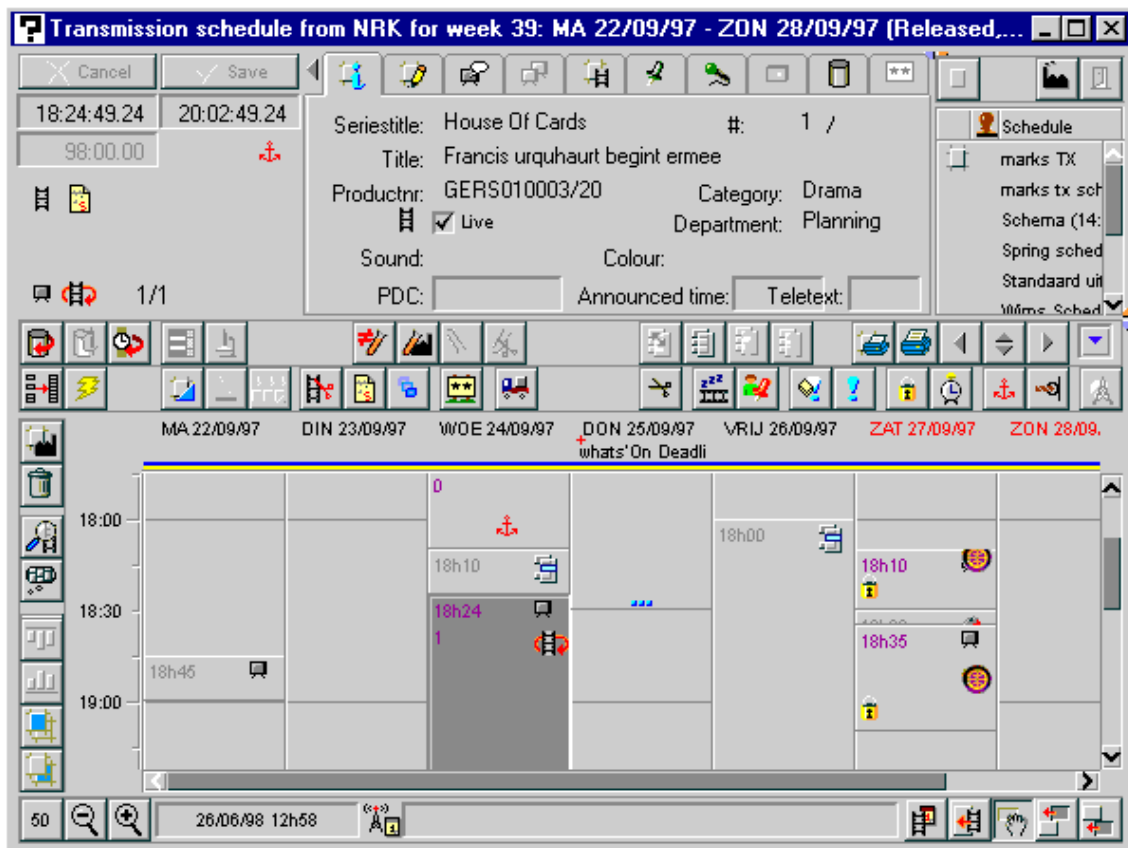 Transmission schedule from NRK for week 39: MA 22/09/97 - ZON 28/09/97 (Released,...
Cancel Save
18:24:49.24 20:02:49.24
98:00.00
Seriestitle: House Of Cards #: 1 /
Title: Francis urquhaurt begint ermee
Productnr: GERS010003/20 Category: Drama
Live Department: Planning
Sound: Colour:
PDC: Announced time: Teletext:
1/1
Schedule
marks TX
marks tx sch
Schema (14:
Spring sched
Standaard uit
Wims Sched
MA 22/09/97 DIN 23/09/97 WOE 24/09/97 DON 25/09/97 VRIJ 26/09/97 ZAT 27/09/97 ZON 28/09.
whats'On Deadli
0
18:00
18h00
18h10 18h10
18:30
18h24
1
18h35
18h45
19:00
50 26/06/98 12h58